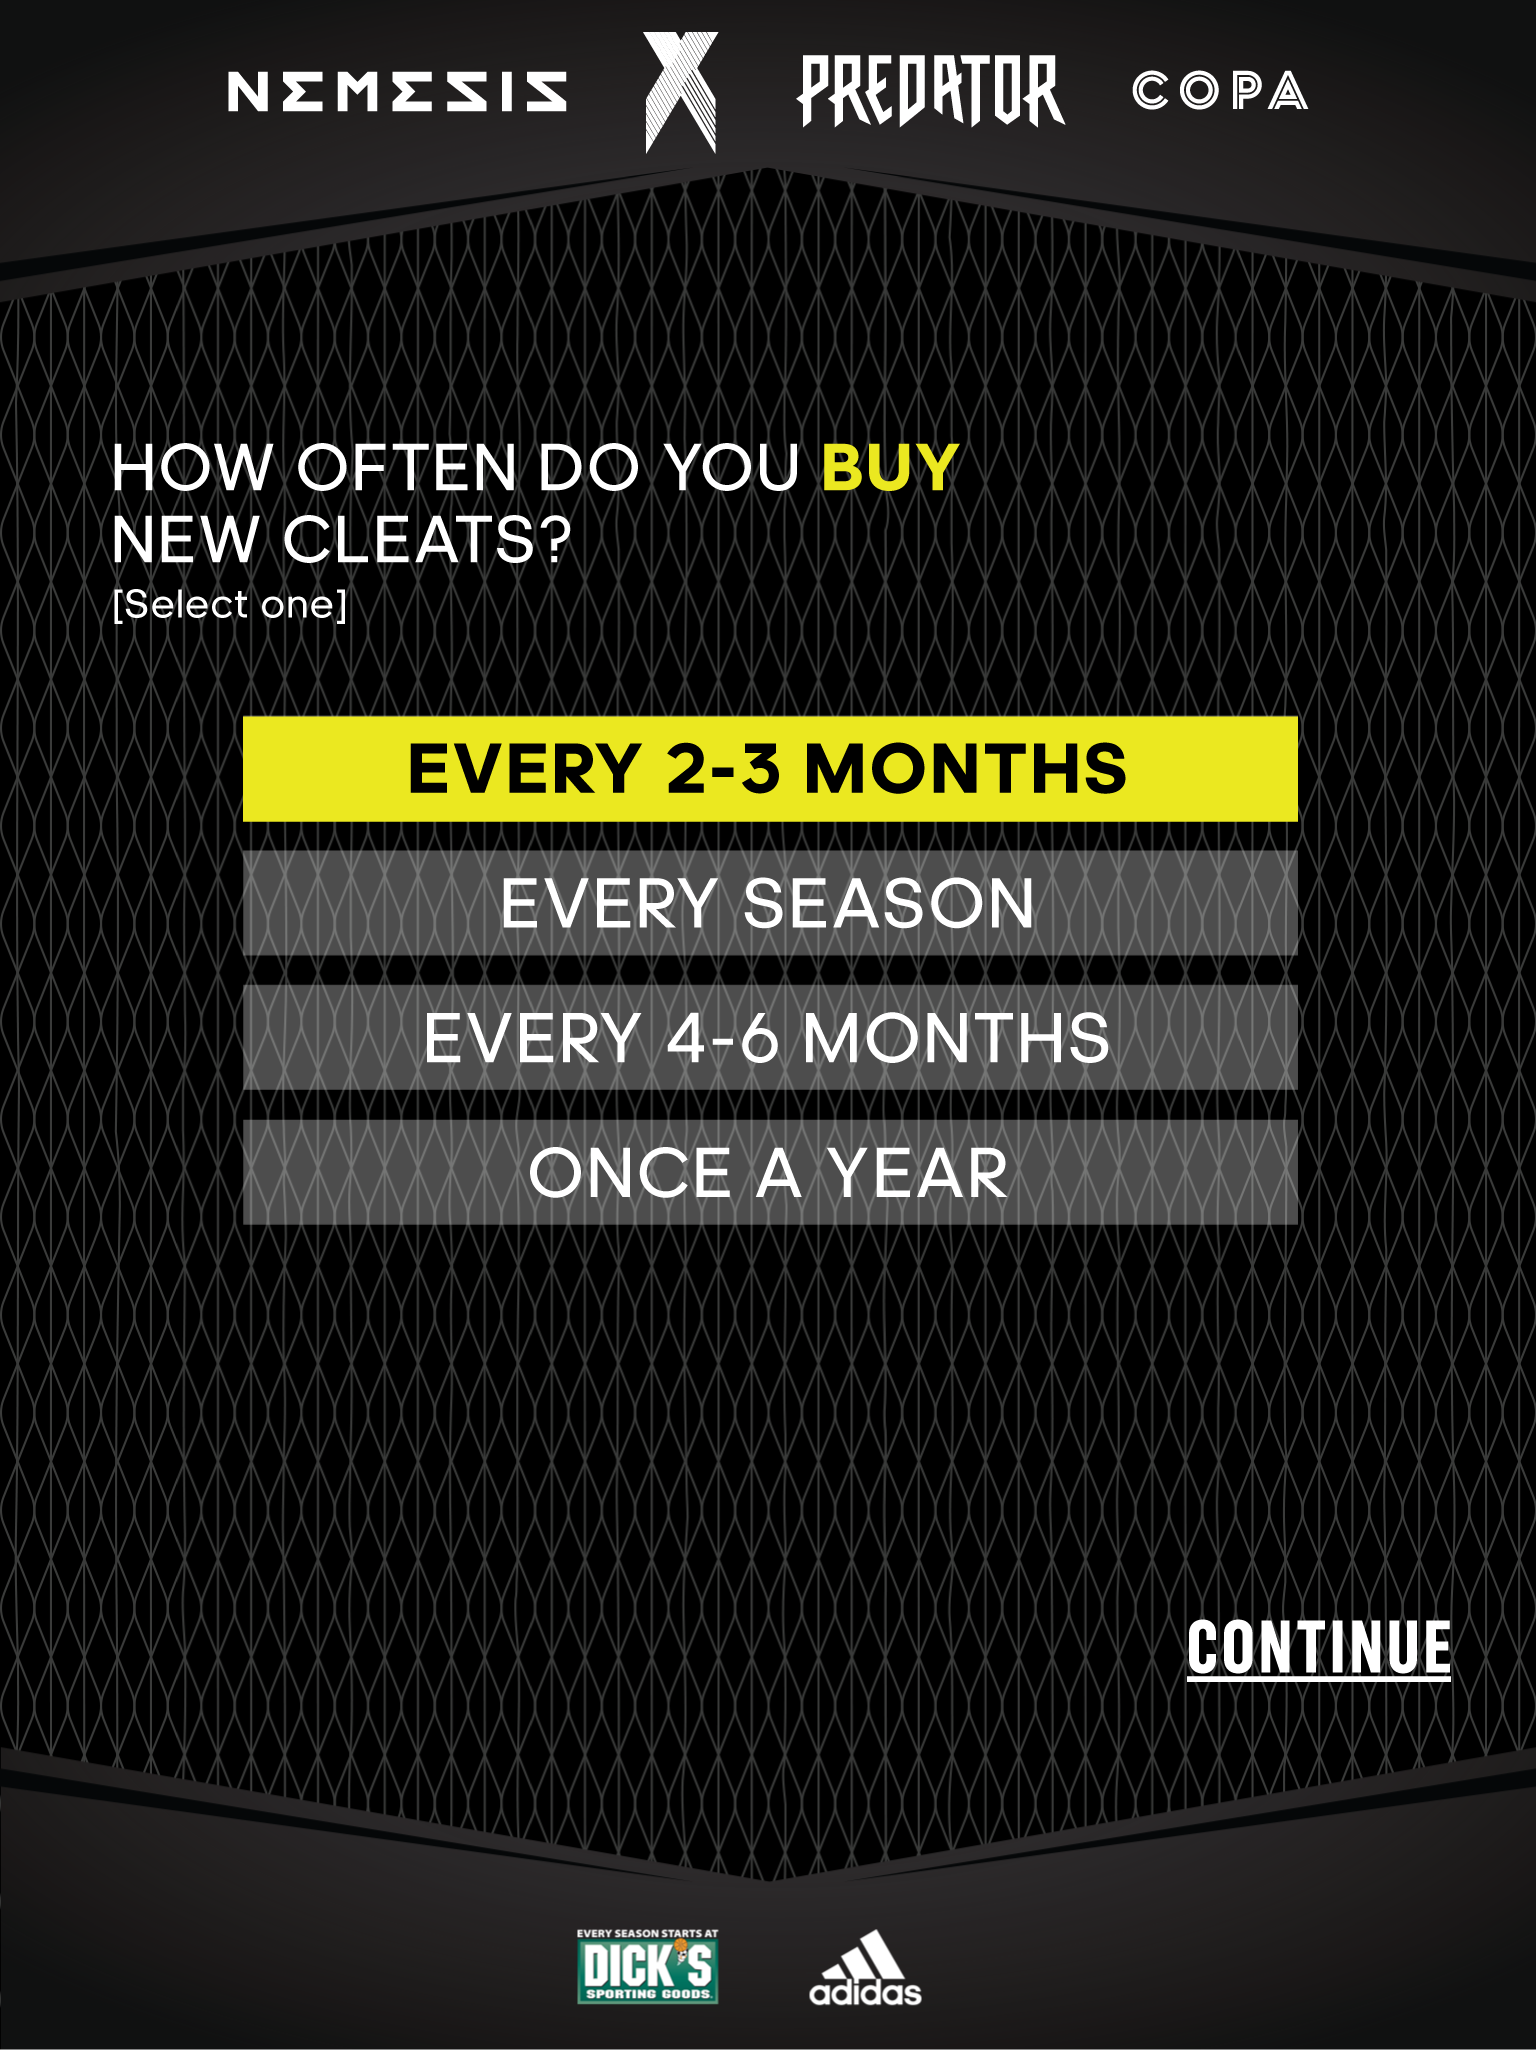 NEMESIS X PREDATOR COPA
HOW OFTEN DO YOU BUY
NEW CLEATS?
[Select one]
EVERY 2-3 MONTHS
EVERY SEASON
EVERY 4-6 MONTHS
ONCE A YEAR
CONTINUE
EVERY SEASON STARTS AT
DICK'S
SPORTING GOODS
adidas